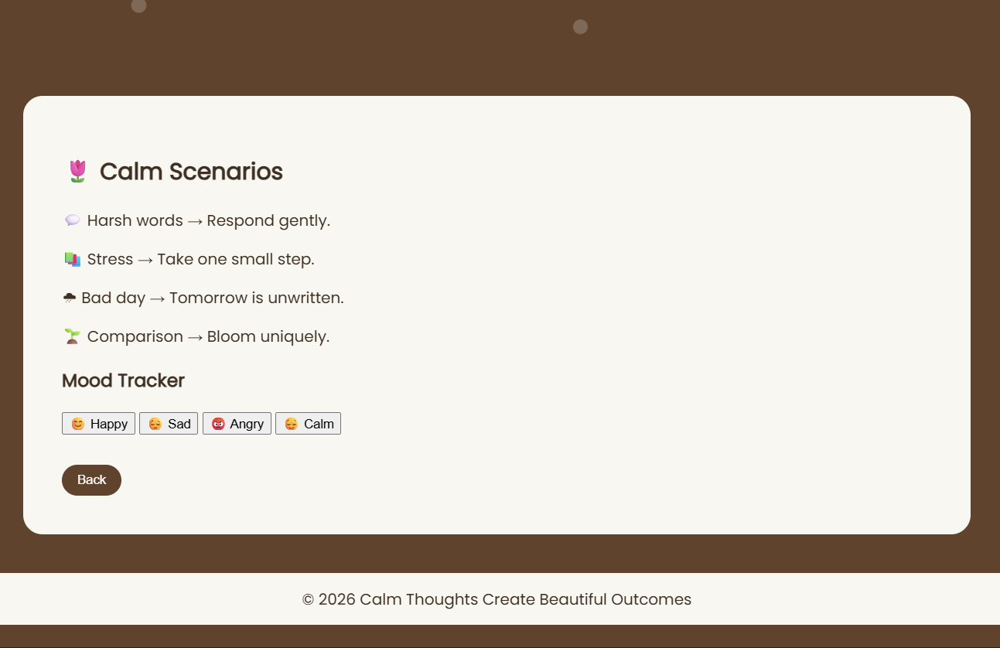 🌷 Calm Scenarios
💬 Harsh words → Respond gently.
📚 Stress → Take one small step.
🌧 Bad day → Tomorrow is unwritten.
🌱 Comparison → Bloom uniquely.
Mood Tracker
😊 Happy 😔 Sad 😡 Angry 😌 Calm
Back
© 2026 Calm Thoughts Create Beautiful Outcomes